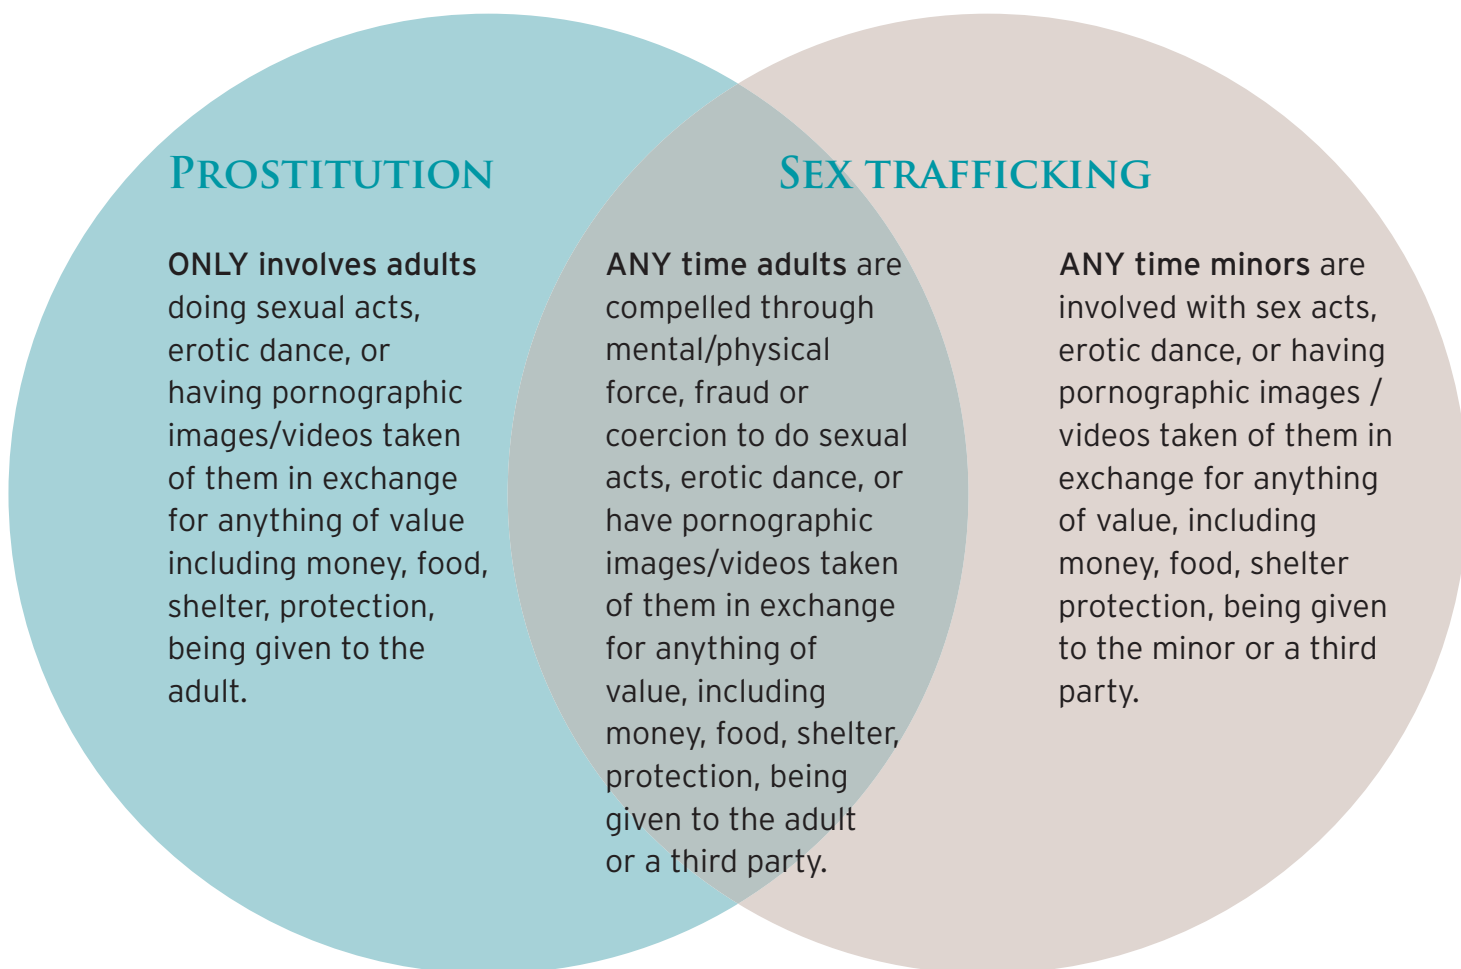 PROSTITUTION
ONLY involves adults
doing sexual acts,
erotic dance, or
having pornographic
images/videos taken
of them in exchange
for anything of value
including money, food,
shelter, protection,
being given to the
adult.
SEX TRAFFICKING
ANY time adults are
compelled through
mental/physical
force, fraud or
coercion to do sexual
acts, erotic dance, or
have pornographic
images/videos taken
of them in exchange
for anything of
value, including
money, food, shelter,
protection, being
given to the adult
or a third party.
ANY time minors are
involved with sex acts,
erotic dance, or having
pornographic images /
videos taken of them in
exchange for anything
of value, including
money, food, shelter
protection, being given
to the minor or a third
party.